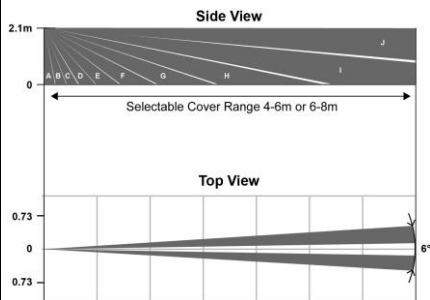 Side View
2.1m
J
A B C D E F G H I
0
Selectable Cover Range 4-6m or 6-8m
Top View
0.73
0
6°
0.73